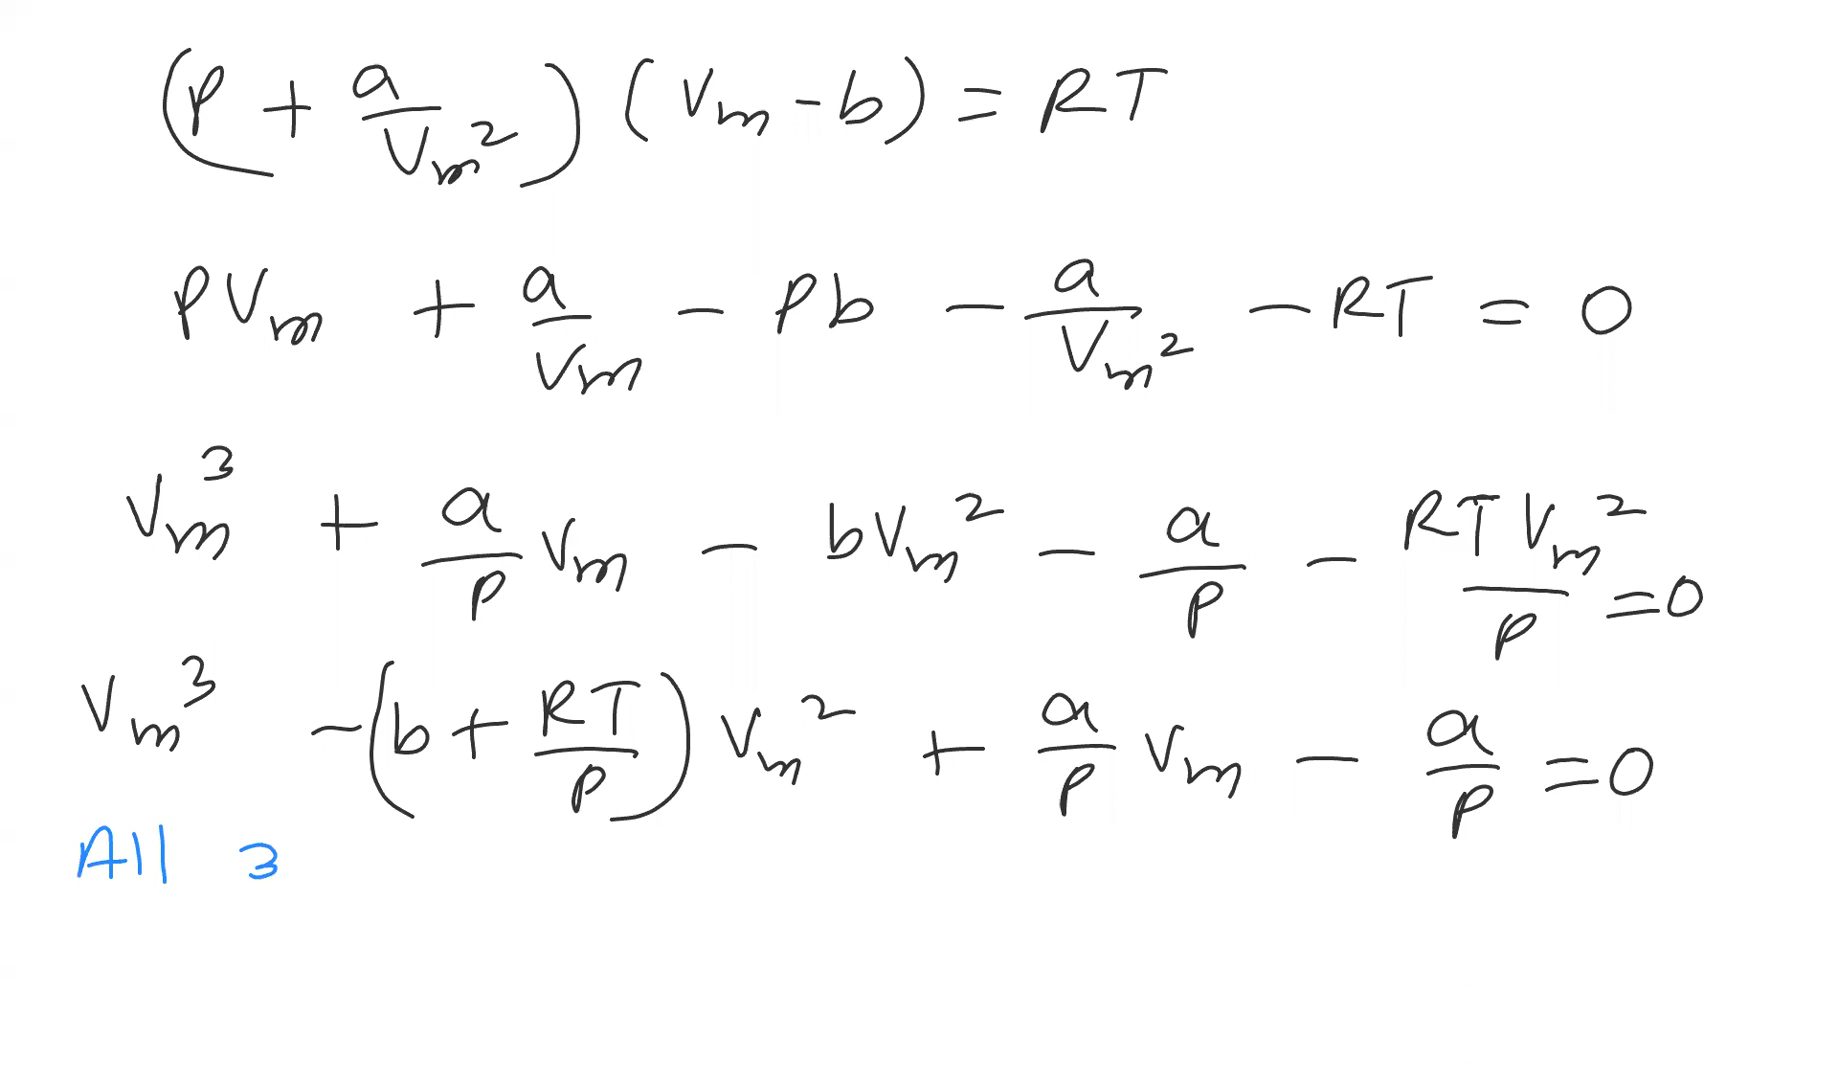 (P + a/Vm²) (Vm - b) = RT
PVm + a/Vm - Pb - a/Vm² - RT = 0
Vm³ + a/P Vm - bVm² - a/P - RTVm²/P = 0
Vm³ - (b + RT/P) Vm² + a/P Vm - a/P = 0
All 3